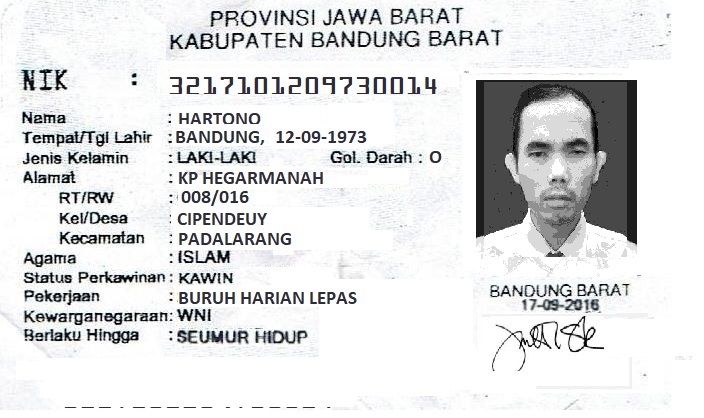 PROVINSI JAWA BARAT
KABUPATEN BANDUNG BARAT
NIK : 3217101209730014
Nama : HARTONO
Tempat/Tgl Lahir : BANDUNG, 12-09-1973
Jenis Kelamin : LAKI-LAKI Gol. Darah : O
Alamat : KP HEGARMANAH
RT/RW : 008/016
Kel/Desa : CIPENDEUY
Kecamatan : PADALARANG
Agama : ISLAM
Status Perkawinan : KAWIN
Pekerjaan : BURUH HARIAN LEPAS
Kewarganegaraan : WNI
Berlaku Hingga : SEUMUR HIDUP
BANDUNG BARAT
17-09-2016